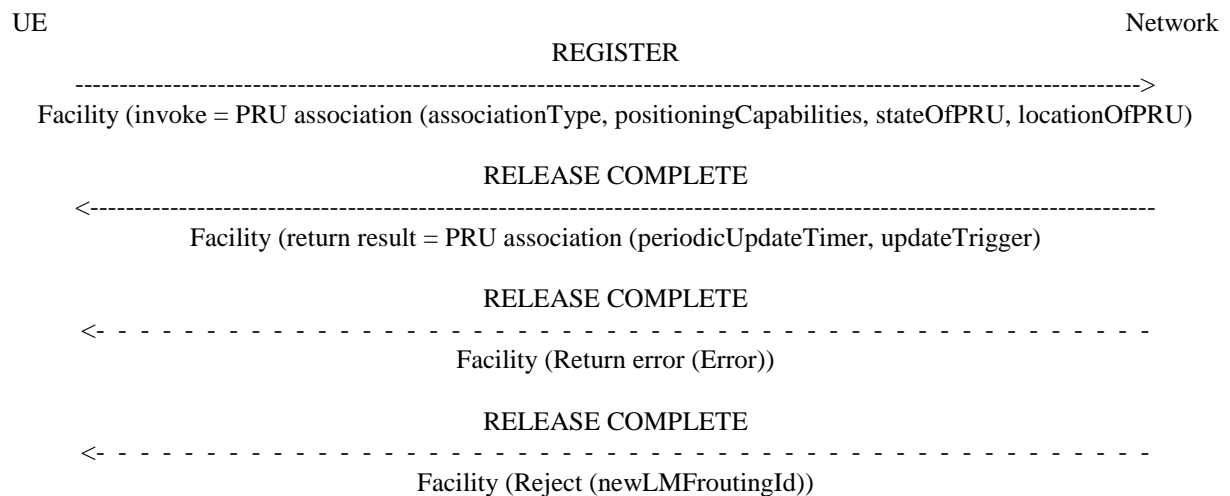 UE Network
REGISTER
------------------------------------------------------------------------------------------------------------------------>
Facility (invoke = PRU association (associationType, positioningCapabilities, stateOfPRU, locationOfPRU)
RELEASE COMPLETE
<------------------------------------------------------------------------------------------------------------------------
Facility (return result = PRU association (periodicUpdateTimer, updateTrigger)
RELEASE COMPLETE
<- - - - - - - - - - - - - - - - - - - - - - - - - - - - - - - - - - - - - - - - - - - - - - - - -
Facility (Return error (Error))
RELEASE COMPLETE
<- - - - - - - - - - - - - - - - - - - - - - - - - - - - - - - - - - - - - - - - - - - - - - - - -
Facility (Reject (newLMFroutingId))